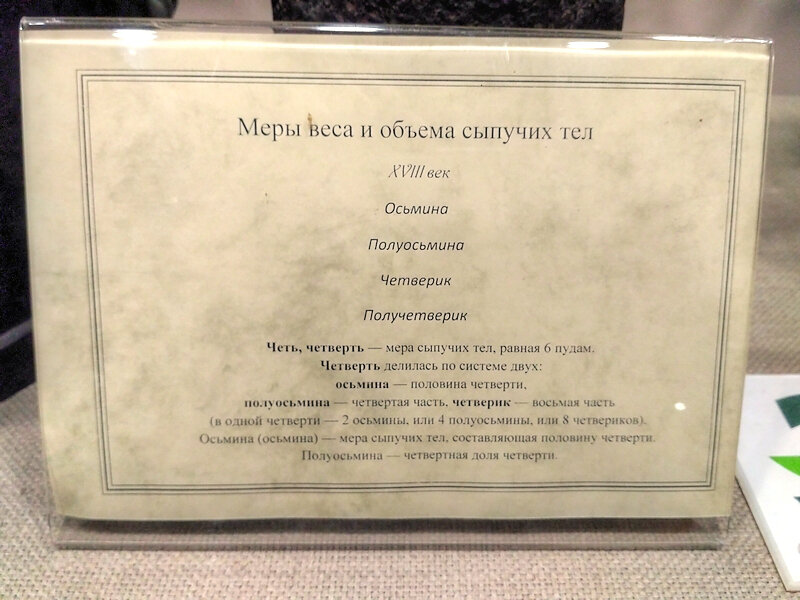 Меры веса и объема сыпучих тел
XVIII век
Осьмина
Полуосьмина
Четверик
Получетверик
Четь, четверть — мера сыпучих тел, равная 6 пудам.
Четверть делилась по системе двух:
осьмина — половина четверти,
полуосьмина — четвертая часть, четверик — восьмая часть
(в одной четверти — 2 осьмины, или 4 полуосьмины, или 8 четвериков).
Осьмина (осьмина) — мера сыпучих тел, составляющая половину четверти.
Полуосьмина — четвертная доля четверти.